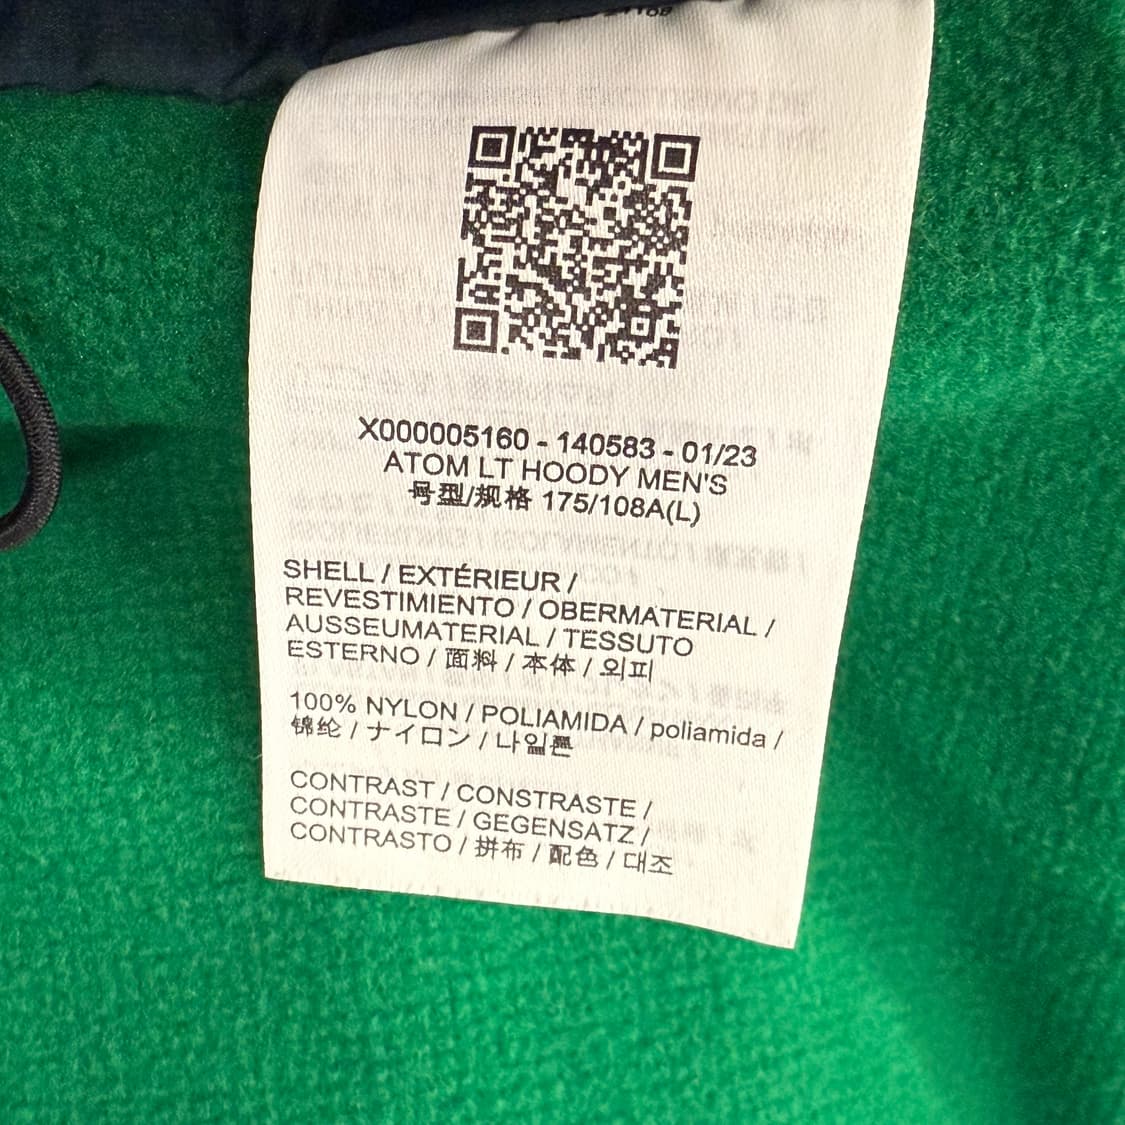 X000005160 - 140583 - 01/23
ATOM LT HOODY MEN'S
号型/规格 175/108A(L)
SHELL / EXTÉRIEUR /
REVESTIMIENTO / OBERMATERIAL /
AUSSEUMATERIAL / TESSUTO
ESTERNO / 面料 / 本体 / 외피
100% NYLON / POLIAMIDA / poliamida /
锦纶 / ナイロン / 나일론
CONTRAST / CONSTRASTE /
CONTRASTE / GEGENSATZ /
CONTRASTO / 拼布 / 配色 / 대조